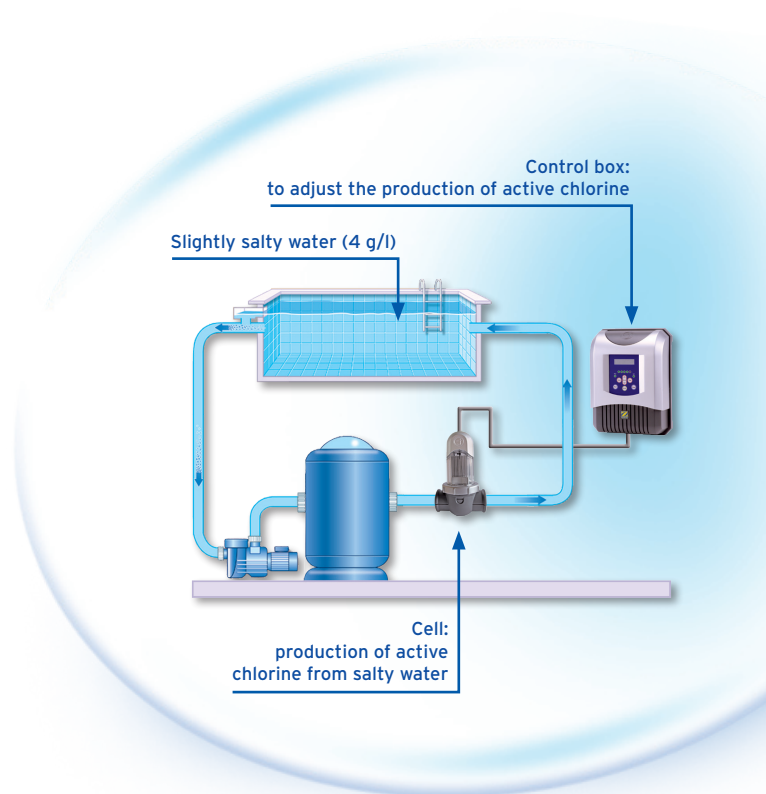 Control box:
to adjust the production of active chlorine
Slightly salty water (4 g/l)
Cell:
production of active
chlorine from salty water